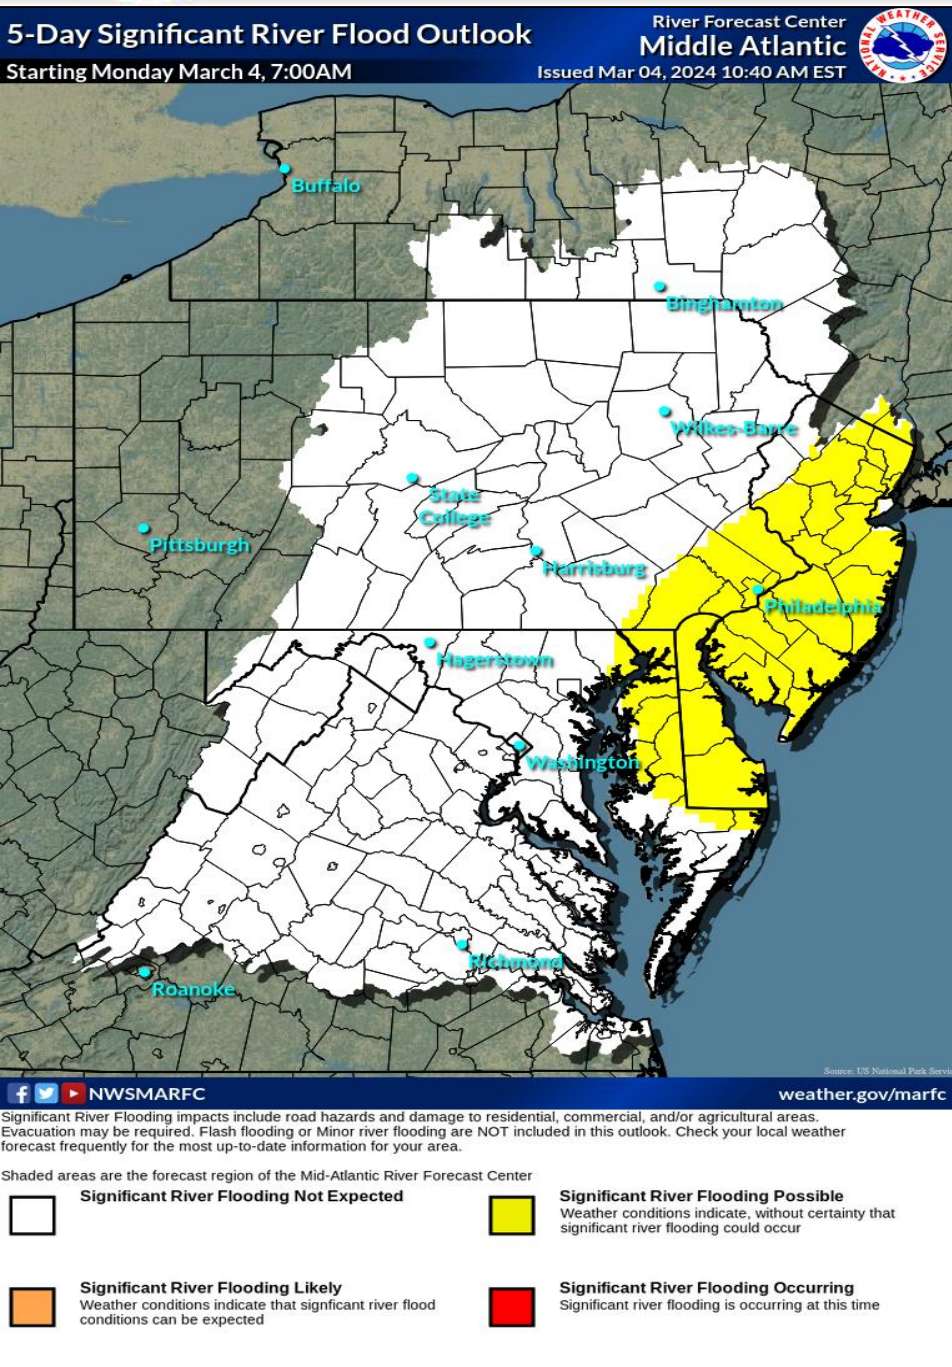 5-Day Significant River Flood Outlook
Starting Monday March 4, 7:00AM
River Forecast Center
Middle Atlantic
Issued Mar 04, 2024 10:40 AM EST
NATIONAL WEATHER SERVICE
Buffalo
Binghamton
Wilkes-Barre
State
College
Pittsburgh
Harrisburg
Philadelphia
Hagerstown
Washington
Richmond
Roanoke
Source: US National Park Servi
NWSMARFC
weather.gov/marfc
Significant River Flooding impacts include road hazards and damage to residential, commercial, and/or agricultural areas.
Evacuation may be required. Flash flooding or Minor river flooding are NOT included in this outlook. Check your local weather
forecast frequently for the most up-to-date information for your area.
Shaded areas are the forecast region of the Mid-Atlantic River Forecast Center
Significant River Flooding Not Expected
Significant River Flooding Possible
Weather conditions indicate, without certainty that
significant river flooding could occur
Significant River Flooding Likely
Weather conditions indicate that signficant river flood
conditions can be expected
Significant River Flooding Occurring
Significant river flooding is occurring at this time